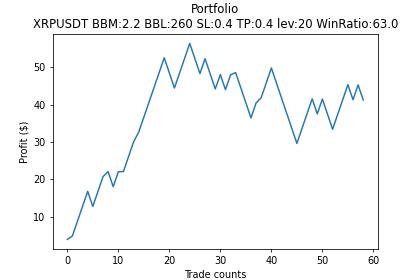 Portfolio
XRPUSDT BBM:2.2 BBL:260 SL:0.4 TP:0.4 lev:20 WinRatio:63.0
50
40
30
20
10
Profit ($)
0 10 20 30 40 50 60
Trade counts